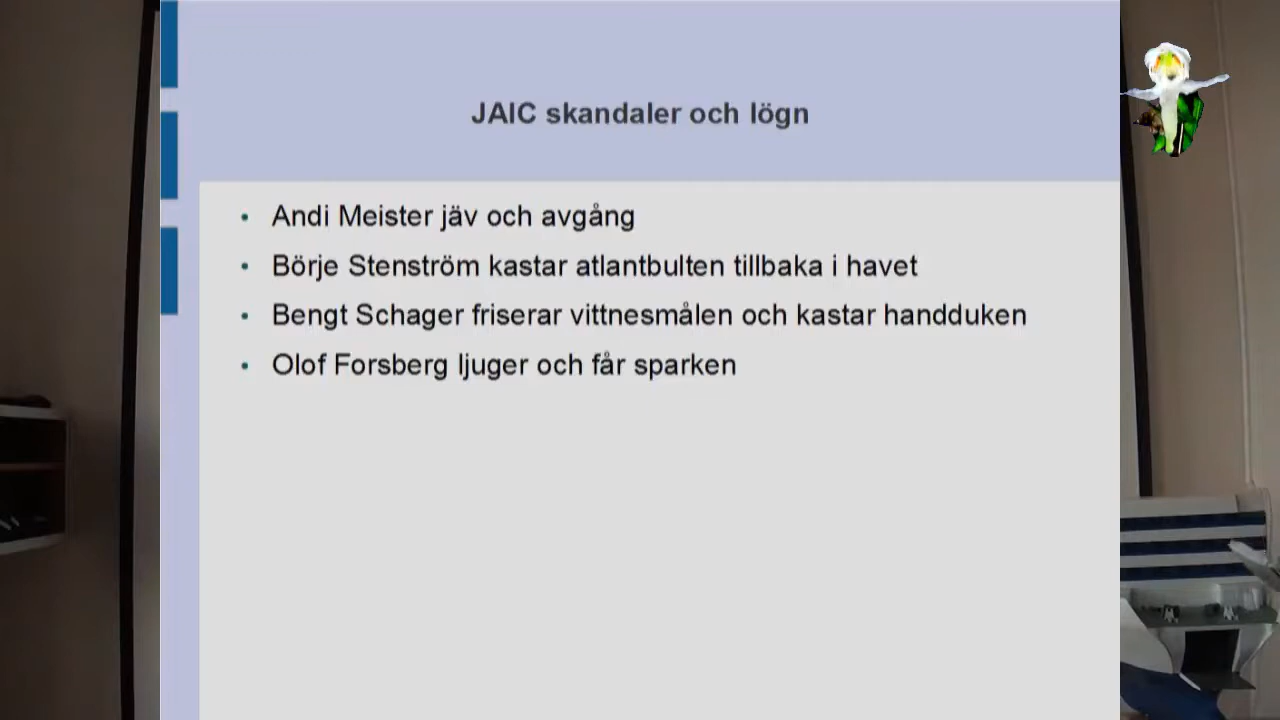 JAIC skandaler och lögn
• Andi Meister jäv och avgång
• Börje Stenström kastar atlantbulten tillbaka i havet
• Bengt Schager friserar vittnesmålen och kastar handduken
• Olof Forsberg ljuger och får sparken